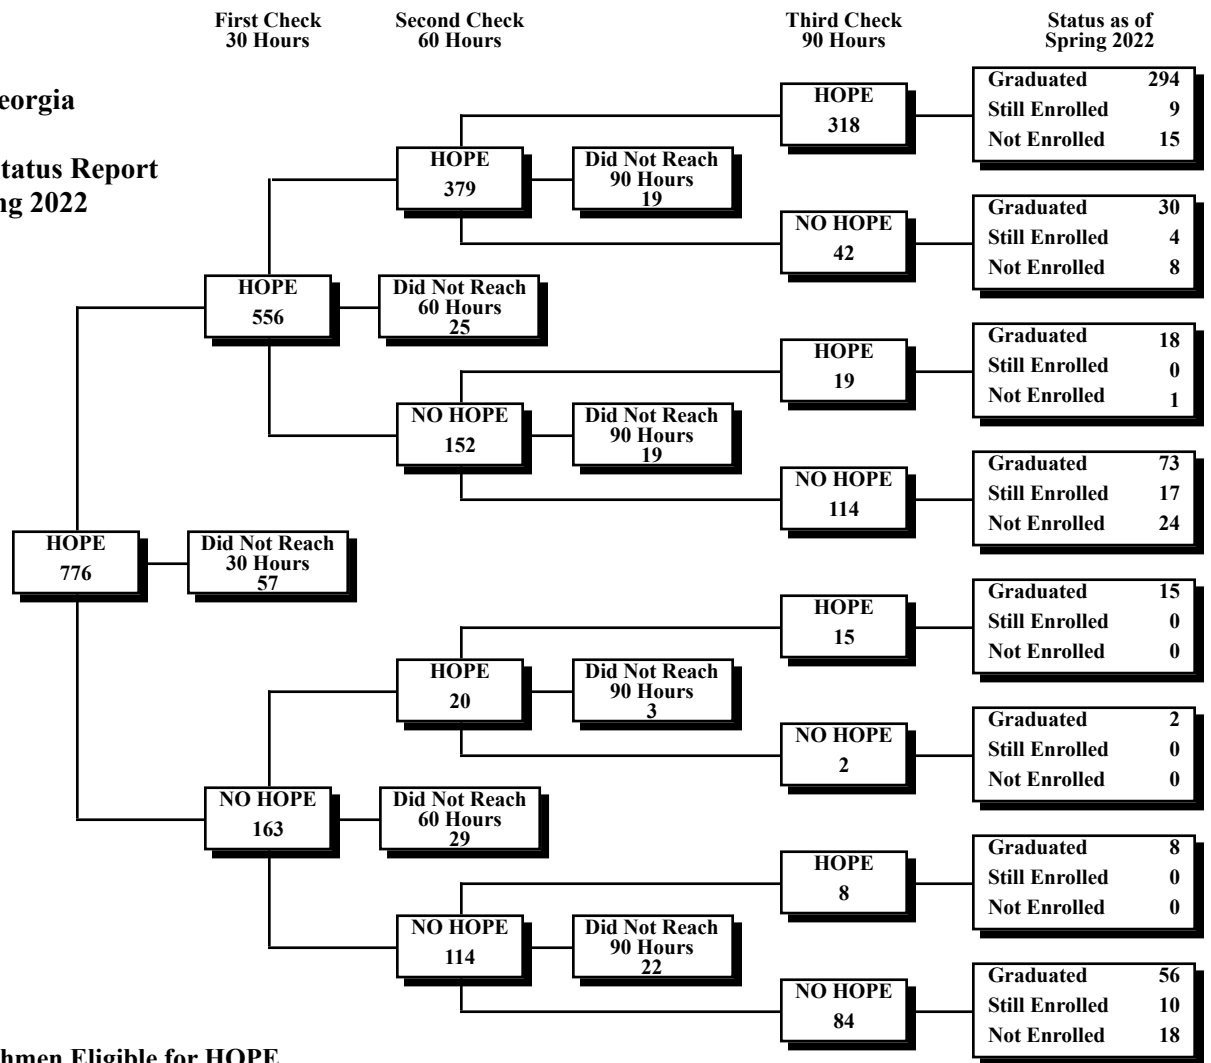 First Check
30 Hours
Second Check
60 Hours
Third Check
90 Hours
Status as of
Spring 2022
eorgia
tatus Report
ng 2022
HOPE
776
Did Not Reach
30 Hours
57
HOPE
556
Did Not Reach
60 Hours
25
NO HOPE
163
Did Not Reach
60 Hours
29
HOPE
379
Did Not Reach
90 Hours
19
NO HOPE
152
Did Not Reach
90 Hours
19
HOPE
20
Did Not Reach
90 Hours
3
NO HOPE
114
Did Not Reach
90 Hours
22
HOPE
318
Graduated 294
Still Enrolled 9
Not Enrolled 15
NO HOPE
42
Graduated 30
Still Enrolled 4
Not Enrolled 8
HOPE
19
Graduated 18
Still Enrolled 0
Not Enrolled 1
NO HOPE
114
Graduated 73
Still Enrolled 17
Not Enrolled 24
HOPE
15
Graduated 15
Still Enrolled 0
Not Enrolled 0
NO HOPE
2
Graduated 2
Still Enrolled 0
Not Enrolled 0
HOPE
8
Graduated 8
Still Enrolled 0
Not Enrolled 0
NO HOPE
84
Graduated 56
Still Enrolled 10
Not Enrolled 18
hmen Eligible for HOPE